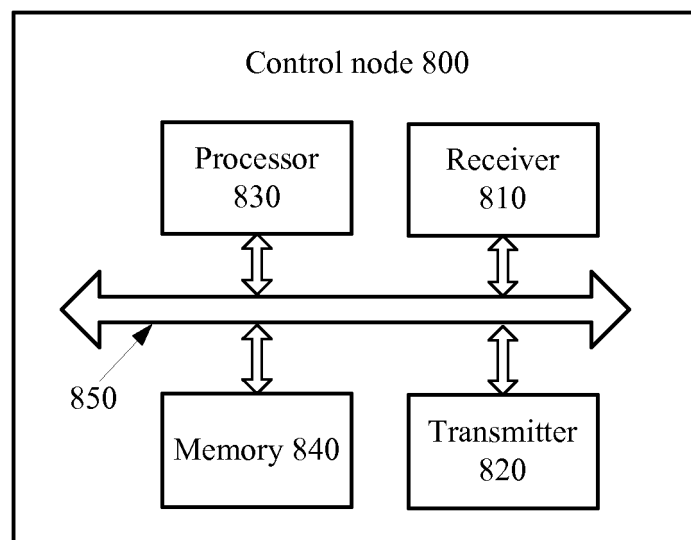 Control node 800
Processor
830
Receiver
810
850
Memory 840
Transmitter
820